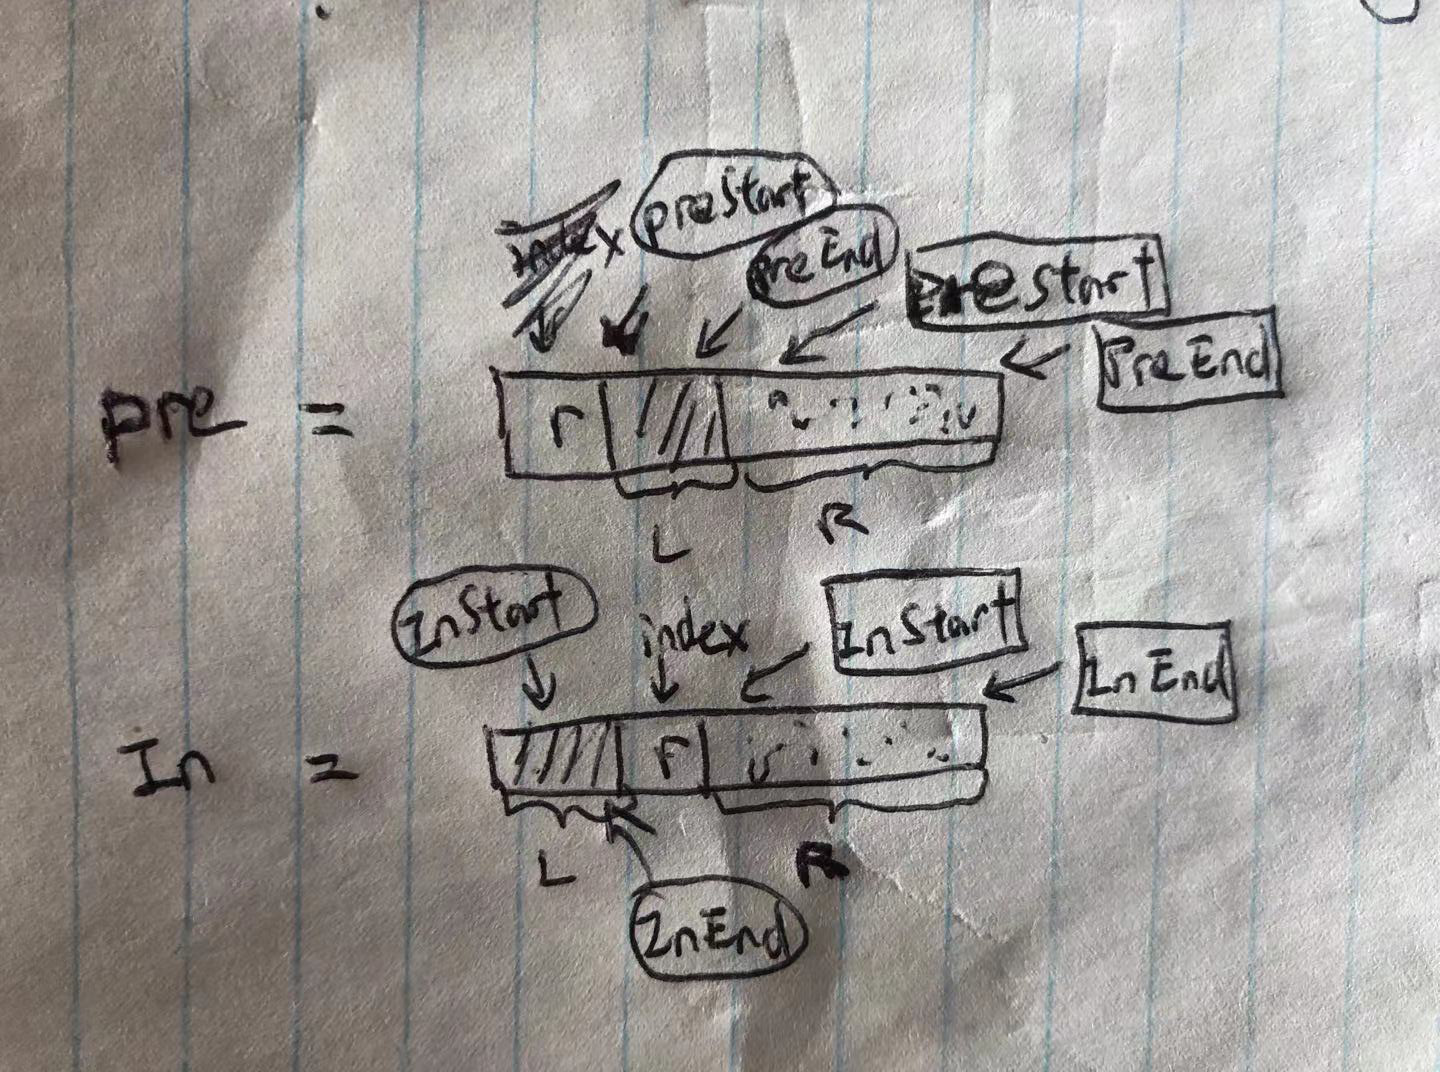 index preStart
preEnd PreStart
PreEnd
pre = r
L R
InStart index InStart
InEnd
In = r
L R
InEnd